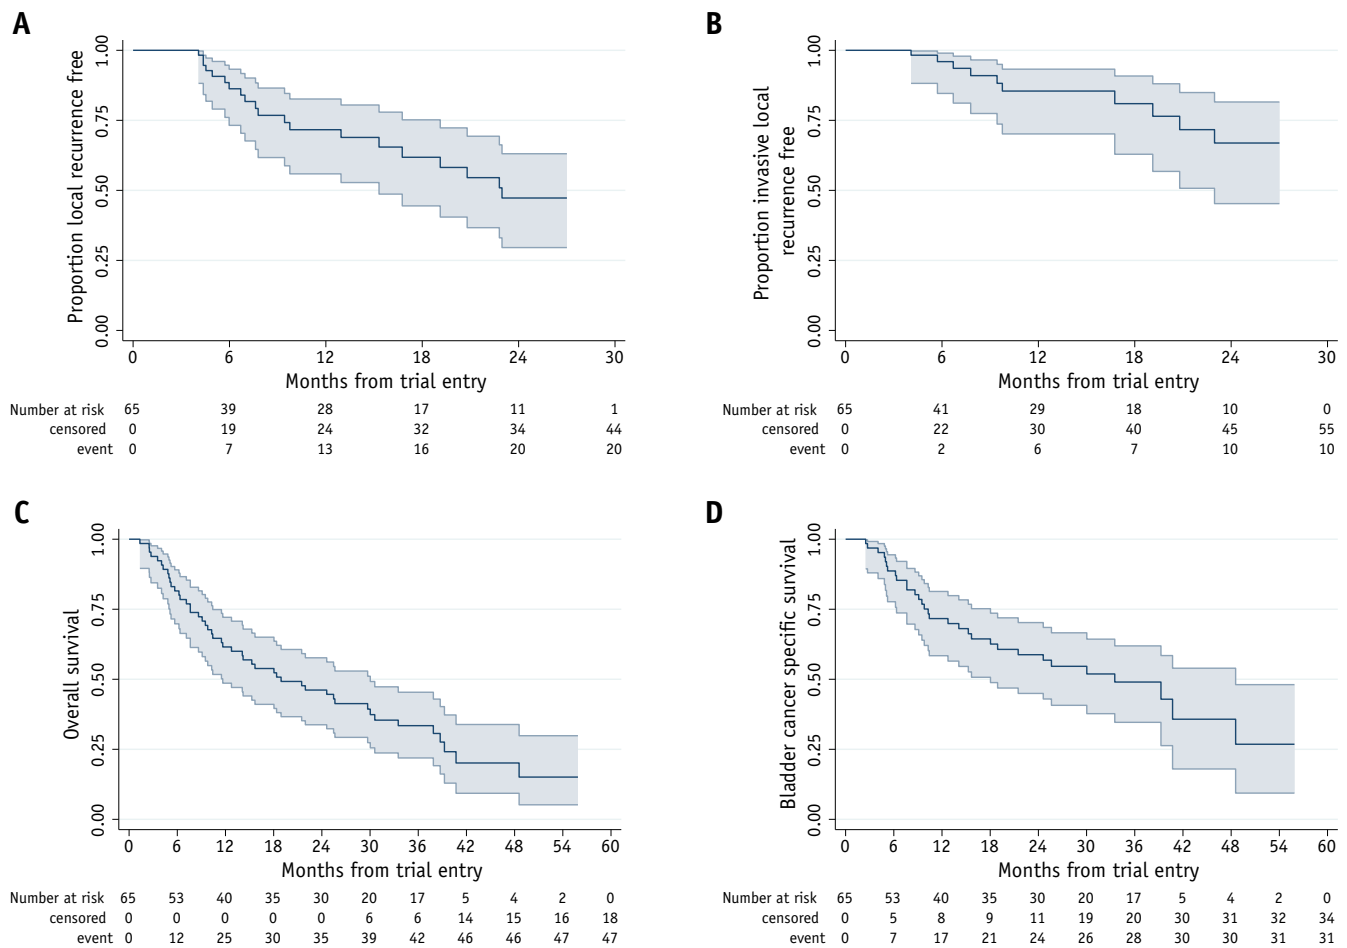 A
Proportion local recurrence free
1.00
0.75
0.50
0.25
0.00
0 6 12 18 24 30
Months from trial entry
Number at risk 65 39 28 17 11 1
censored 0 19 24 32 34 44
event 0 7 13 16 20 20
B
Proportion invasive local
recurrence free
1.00
0.75
0.50
0.25
0.00
0 6 12 18 24 30
Months from trial entry
Number at risk 65 41 29 18 10 0
censored 0 22 30 40 45 55
event 0 2 6 7 10 10
C
Overall survival
1.00
0.75
0.50
0.25
0.00
0 6 12 18 24 30 36 42 48 54 60
Months from trial entry
Number at risk 65 53 40 35 30 20 17 5 4 2 0
censored 0 0 0 0 0 6 6 14 15 16 18
event 0 12 25 30 35 39 42 46 46 47 47
D
Bladder cancer specific survival
1.00
0.75
0.50
0.25
0.00
0 6 12 18 24 30 36 42 48 54 60
Months from trial entry
Number at risk 65 53 40 35 30 20 17 5 4 2 0
censored 0 5 8 9 11 19 20 30 31 32 34
event 0 7 17 21 24 26 28 30 30 31 31